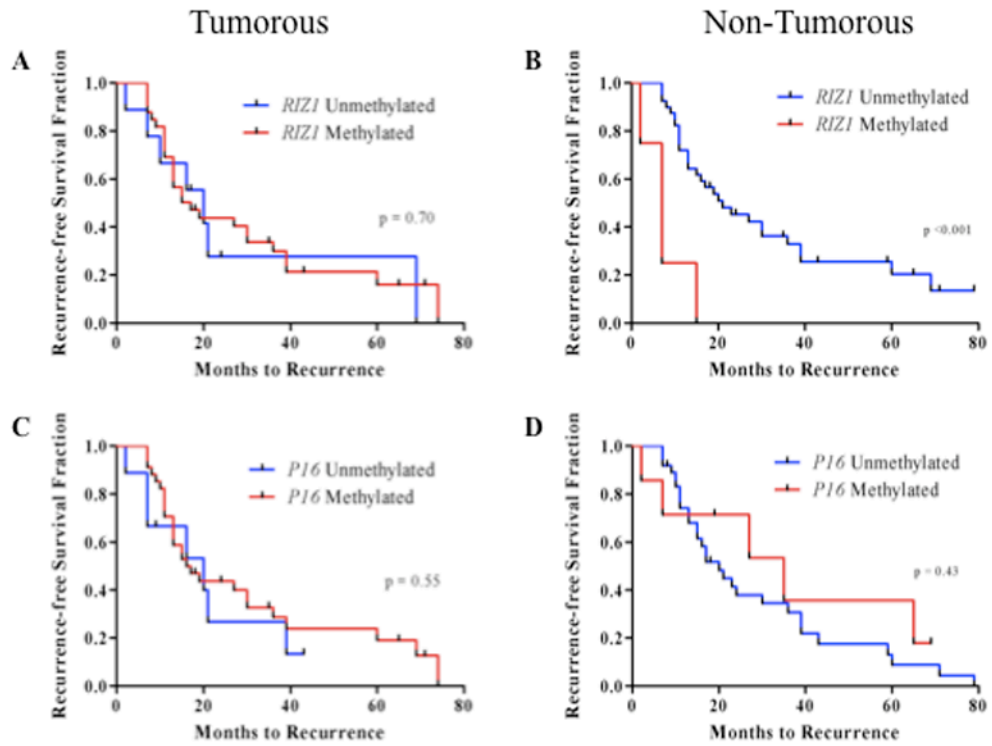 Tumorous
Non-Tumorous
A
Recurrence-free Survival Fraction
1.0
0.8
0.6
0.4
0.2
0.0
RIZ1 Unmethylated
RIZ1 Methylated
p = 0.70
0 20 40 60 80
Months to Recurrence
B
Recurrence-free Survival Fraction
1.0
0.8
0.6
0.4
0.2
0.0
RIZ1 Unmethylated
RIZ1 Methylated
p <0.001
0 20 40 60 80
Months to Recurrence
C
Recurrence-free Survival Fraction
1.0
0.8
0.6
0.4
0.2
0.0
P16 Unmethylated
P16 Methylated
p = 0.55
0 20 40 60 80
Months to Recurrence
D
Recurrence-free Survival Fraction
1.0
0.8
0.6
0.4
0.2
0.0
P16 Unmethylated
P16 Methylated
p = 0.43
0 20 40 60 80
Months to Recurrence